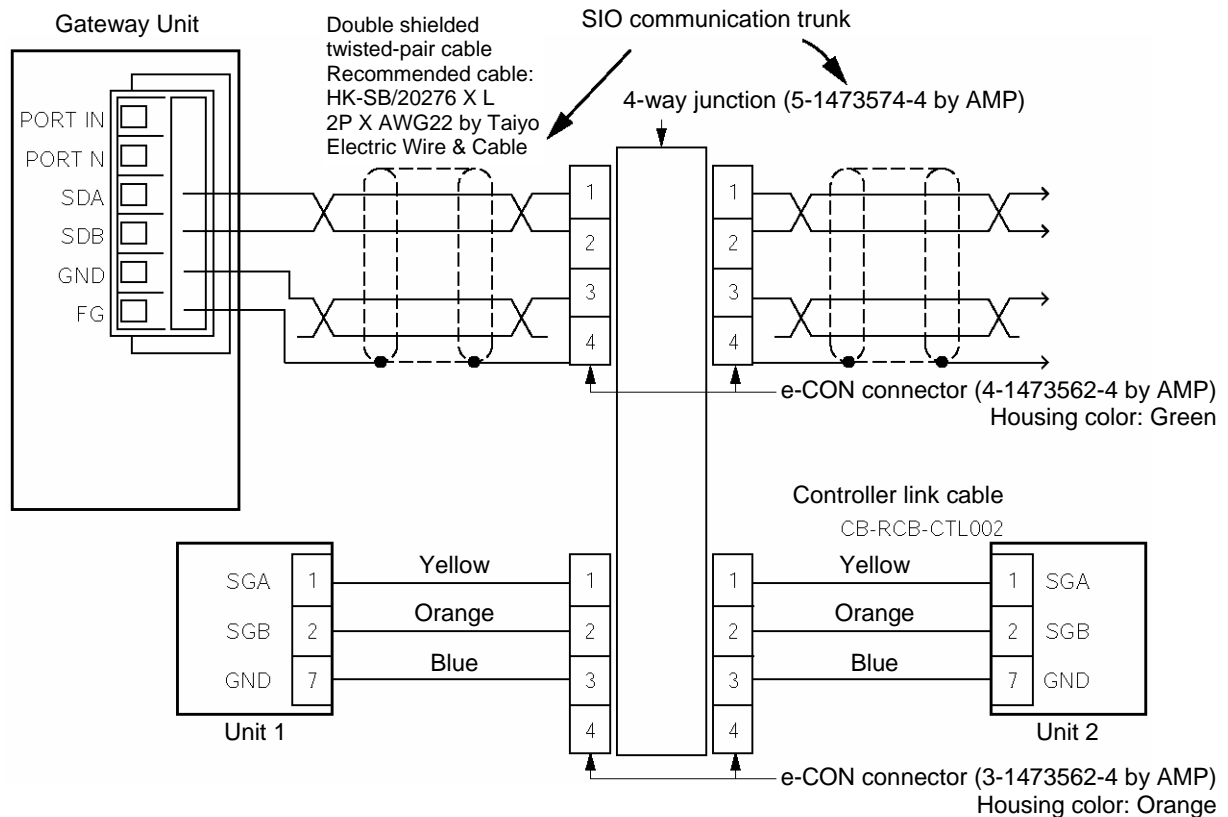 Gateway Unit
Double shielded
twisted-pair cable
Recommended cable:
HK-SB/20276 X L
2P X AWG22 by Taiyo
Electric Wire & Cable
SIO communication trunk
4-way junction (5-1473574-4 by AMP)
PORT IN
PORT N
SDA
SDB
GND
FG
1
2
3
4
1
2
3
4
e-CON connector (4-1473562-4 by AMP)
Housing color: Green
Controller link cable
CB-RCB-CTL002
SGA 1 Yellow 1
SGB 2 Orange 2
GND 7 Blue 3
4
Unit 1
1 Yellow 1 SGA
2 Orange 2 SGB
3 Blue 7 GND
4
Unit 2
e-CON connector (3-1473562-4 by AMP)
Housing color: Orange